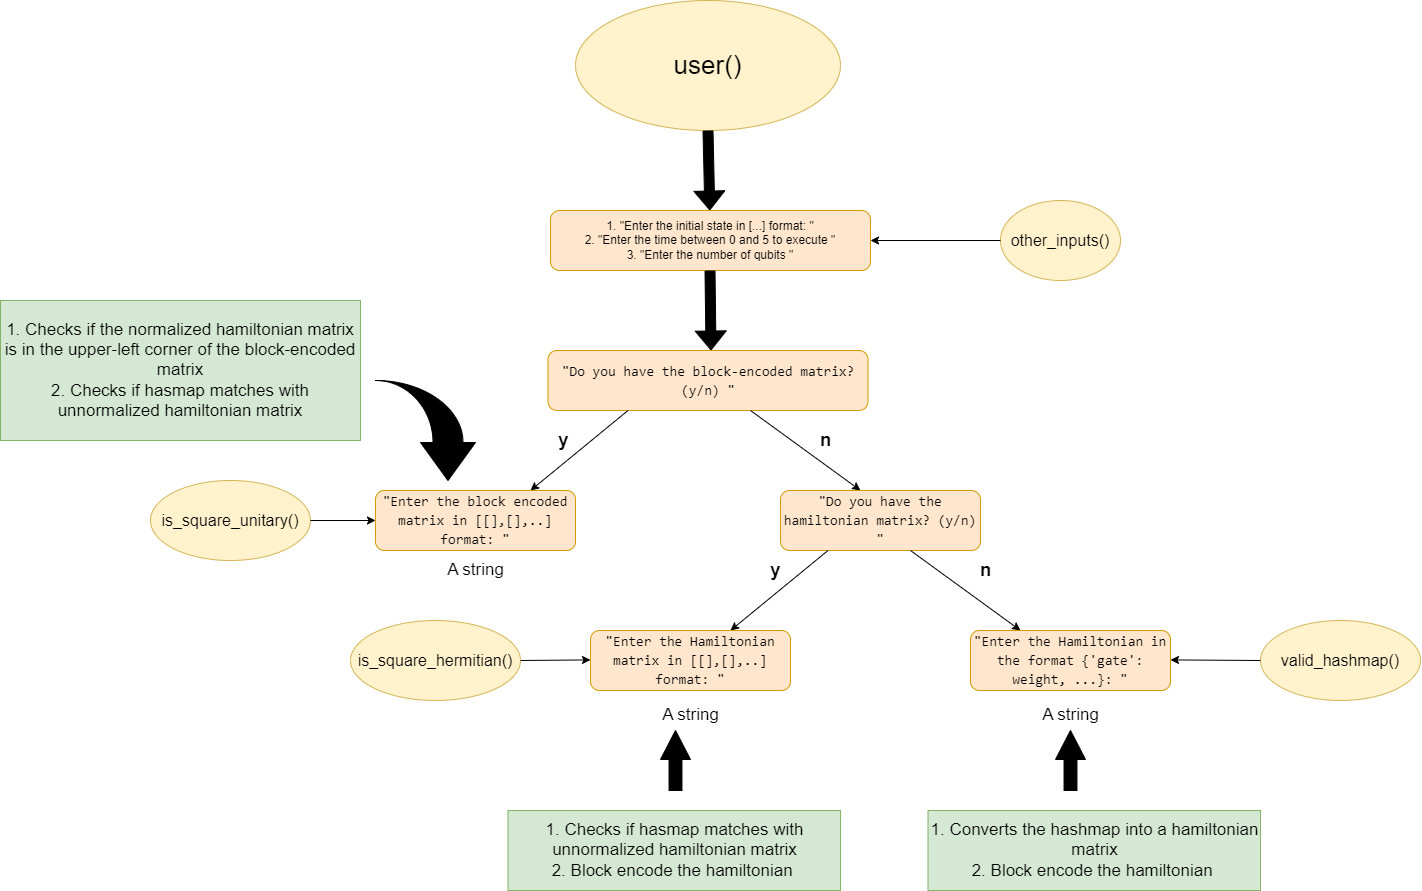 user()
1. "Enter the initial state in [...] format: "
2. "Enter the time between 0 and 5 to execute "
3. "Enter the number of qubits "
other_inputs()
1. Checks if the normalized hamiltonian matrix
is in the upper-left corner of the block-encoded
matrix
2. Checks if hasmap matches with
unnormalized hamiltonian matrix
"Do you have the block-encoded matrix?
(y/n) "
y
n
is_square_unitary()
"Enter the block encoded
matrix in [[],[],..]
format: "
A string
"Do you have the
hamiltonian matrix? (y/n)
"
y
n
is_square_hermitian()
"Enter the Hamiltonian
matrix in [[],[],..]
format: "
A string
"Enter the Hamiltonian in
the format {'gate':
weight, ...}: "
A string
valid_hashmap()
1. Checks if hasmap matches with
unnormalized hamiltonian matrix
2. Block encode the hamiltonian
1. Converts the hashmap into a hamiltonian
matrix
2. Block encode the hamiltonian